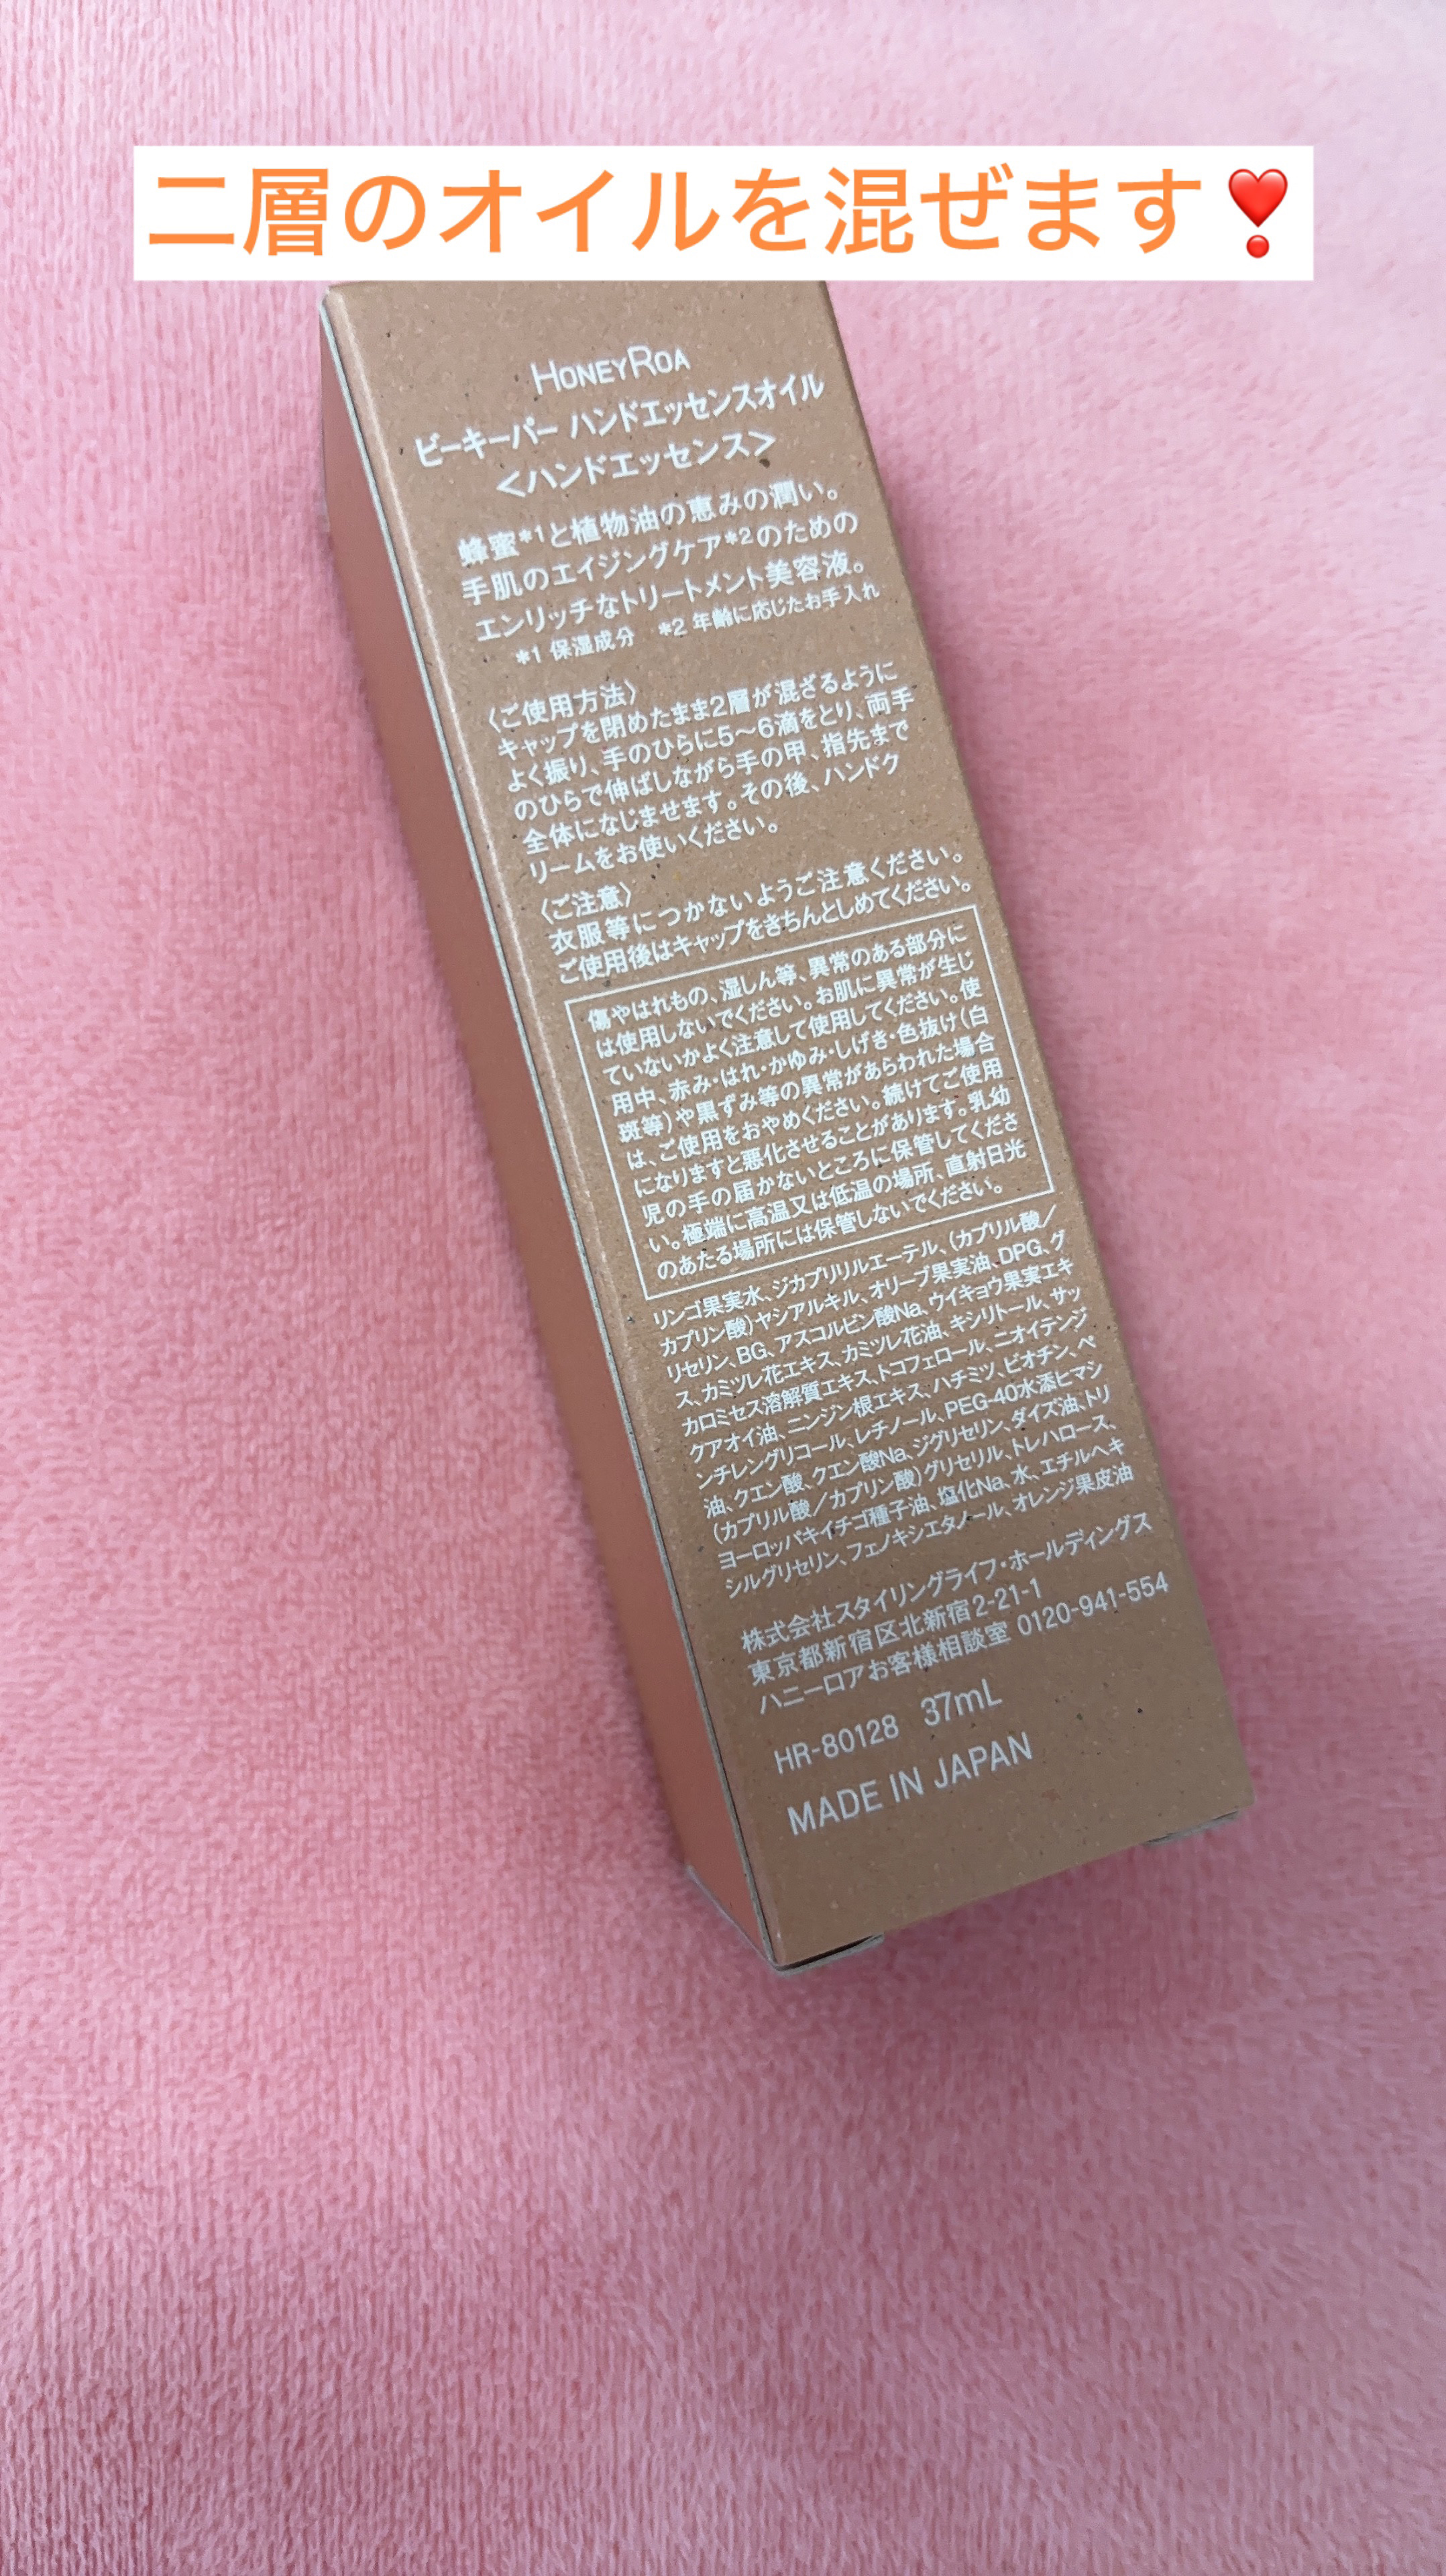 二層のオイルを混ぜます❣️
HONEYROA
ビーキーパー ハンドエッセンスオイル
<ハンドエッセンス>
蜂蜜*1と植物油の恵みの潤い。
手肌のエイジングケア*2のための
エンリッチなトリートメント美容液。
*1 保湿成分 *2 年齢に応じたお手入れ
〈ご使用方法〉
キャップを閉めたまま2層が混ざるように
よく振り、手のひらに5〜6滴をとり、両手
のひらで伸ばしながら手の甲、指先まで
全体になじませます。その後、ハンドク
リームをお使いください。
〈ご注意〉
衣服等につかないようご注意ください。
ご使用後はキャップをきちんとしめてください。
傷やはれもの、湿しん等、異常のある部分に
は使用しないでください。お肌に異常が生じ
ていないかよく注意して使用してください。使
用中、赤み・はれ・かゆみ・しげき・色抜け(白
斑等)や黒ずみ等の異常があらわれた場合
は、ご使用をおやめください。続けてご使用
になりますと悪化させることがあります。乳幼
児の手の届かないところに保管してくださ
い。極端に高温又は低温の場所、直射日光
のあたる場所には保管しないでください。
リンゴ果実水、ジカプリリルエーテル、(カプリル酸/
カプリン酸)ヤシアルキル、オリーブ果実油、DPG、グ
リセリン、BG、アスコルビン酸Na、ウイキョウ果実エキ
ス、カミツレ花エキス、カミツレ花油、キシリトール、サッ
カロミセス溶解質エキス、トコフェロール、ニオイテンジ
クアオイ油、ニンジン根エキス、ハチミツ、ビオチン、ペ
ンチレングリコール、レチノール、PEG-40水添ヒマシ
油、クエン酸、クエン酸Na、ジグリセリン、ダイズ油、トリ
(カプリル酸/カプリン酸)グリセリル、トレハロース、
ヨーロッパキイチゴ種子油、塩化Na、水、エチルヘキ
シルグリセリン、フェノキシエタノール、オレンジ果皮油
株式会社スタイリングライフ・ホールディングス
東京都新宿区北新宿2-21-1
ハニーロアお客様相談室 0120-941-554
HR-80128 37mL
MADE IN JAPAN